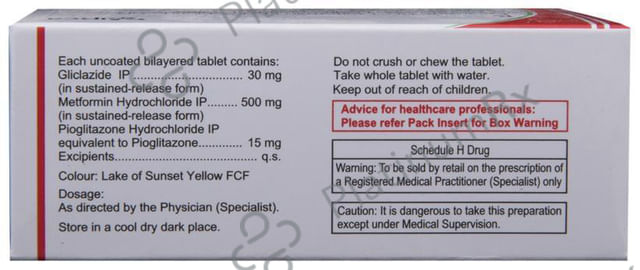 Each uncoated bilayered tablet contains:
Gliclazide IP............................ 30 mg
(in sustained-release form)
Metformin Hydrochloride IP......... 500 mg
(in sustained-release form)
Pioglitazone Hydrochloride IP
equivalent to Pioglitazone............ 15 mg
Excipients.................................. q.s.
Colour: Lake of Sunset Yellow FCF
Dosage:
As directed by the Physician (Specialist).
Store in a cool dry dark place.
Do not crush or chew the tablet.
Take whole tablet with water.
Keep out of reach of children.
Advice for healthcare professionals:
Please refer Pack Insert for Box Warning
Schedule H Drug
Warning: To be sold by retail on the prescription of
a Registered Medical Practitioner (Specialist) only
Caution: It is dangerous to take this preparation
except under Medical Supervision.
PlatinumRx